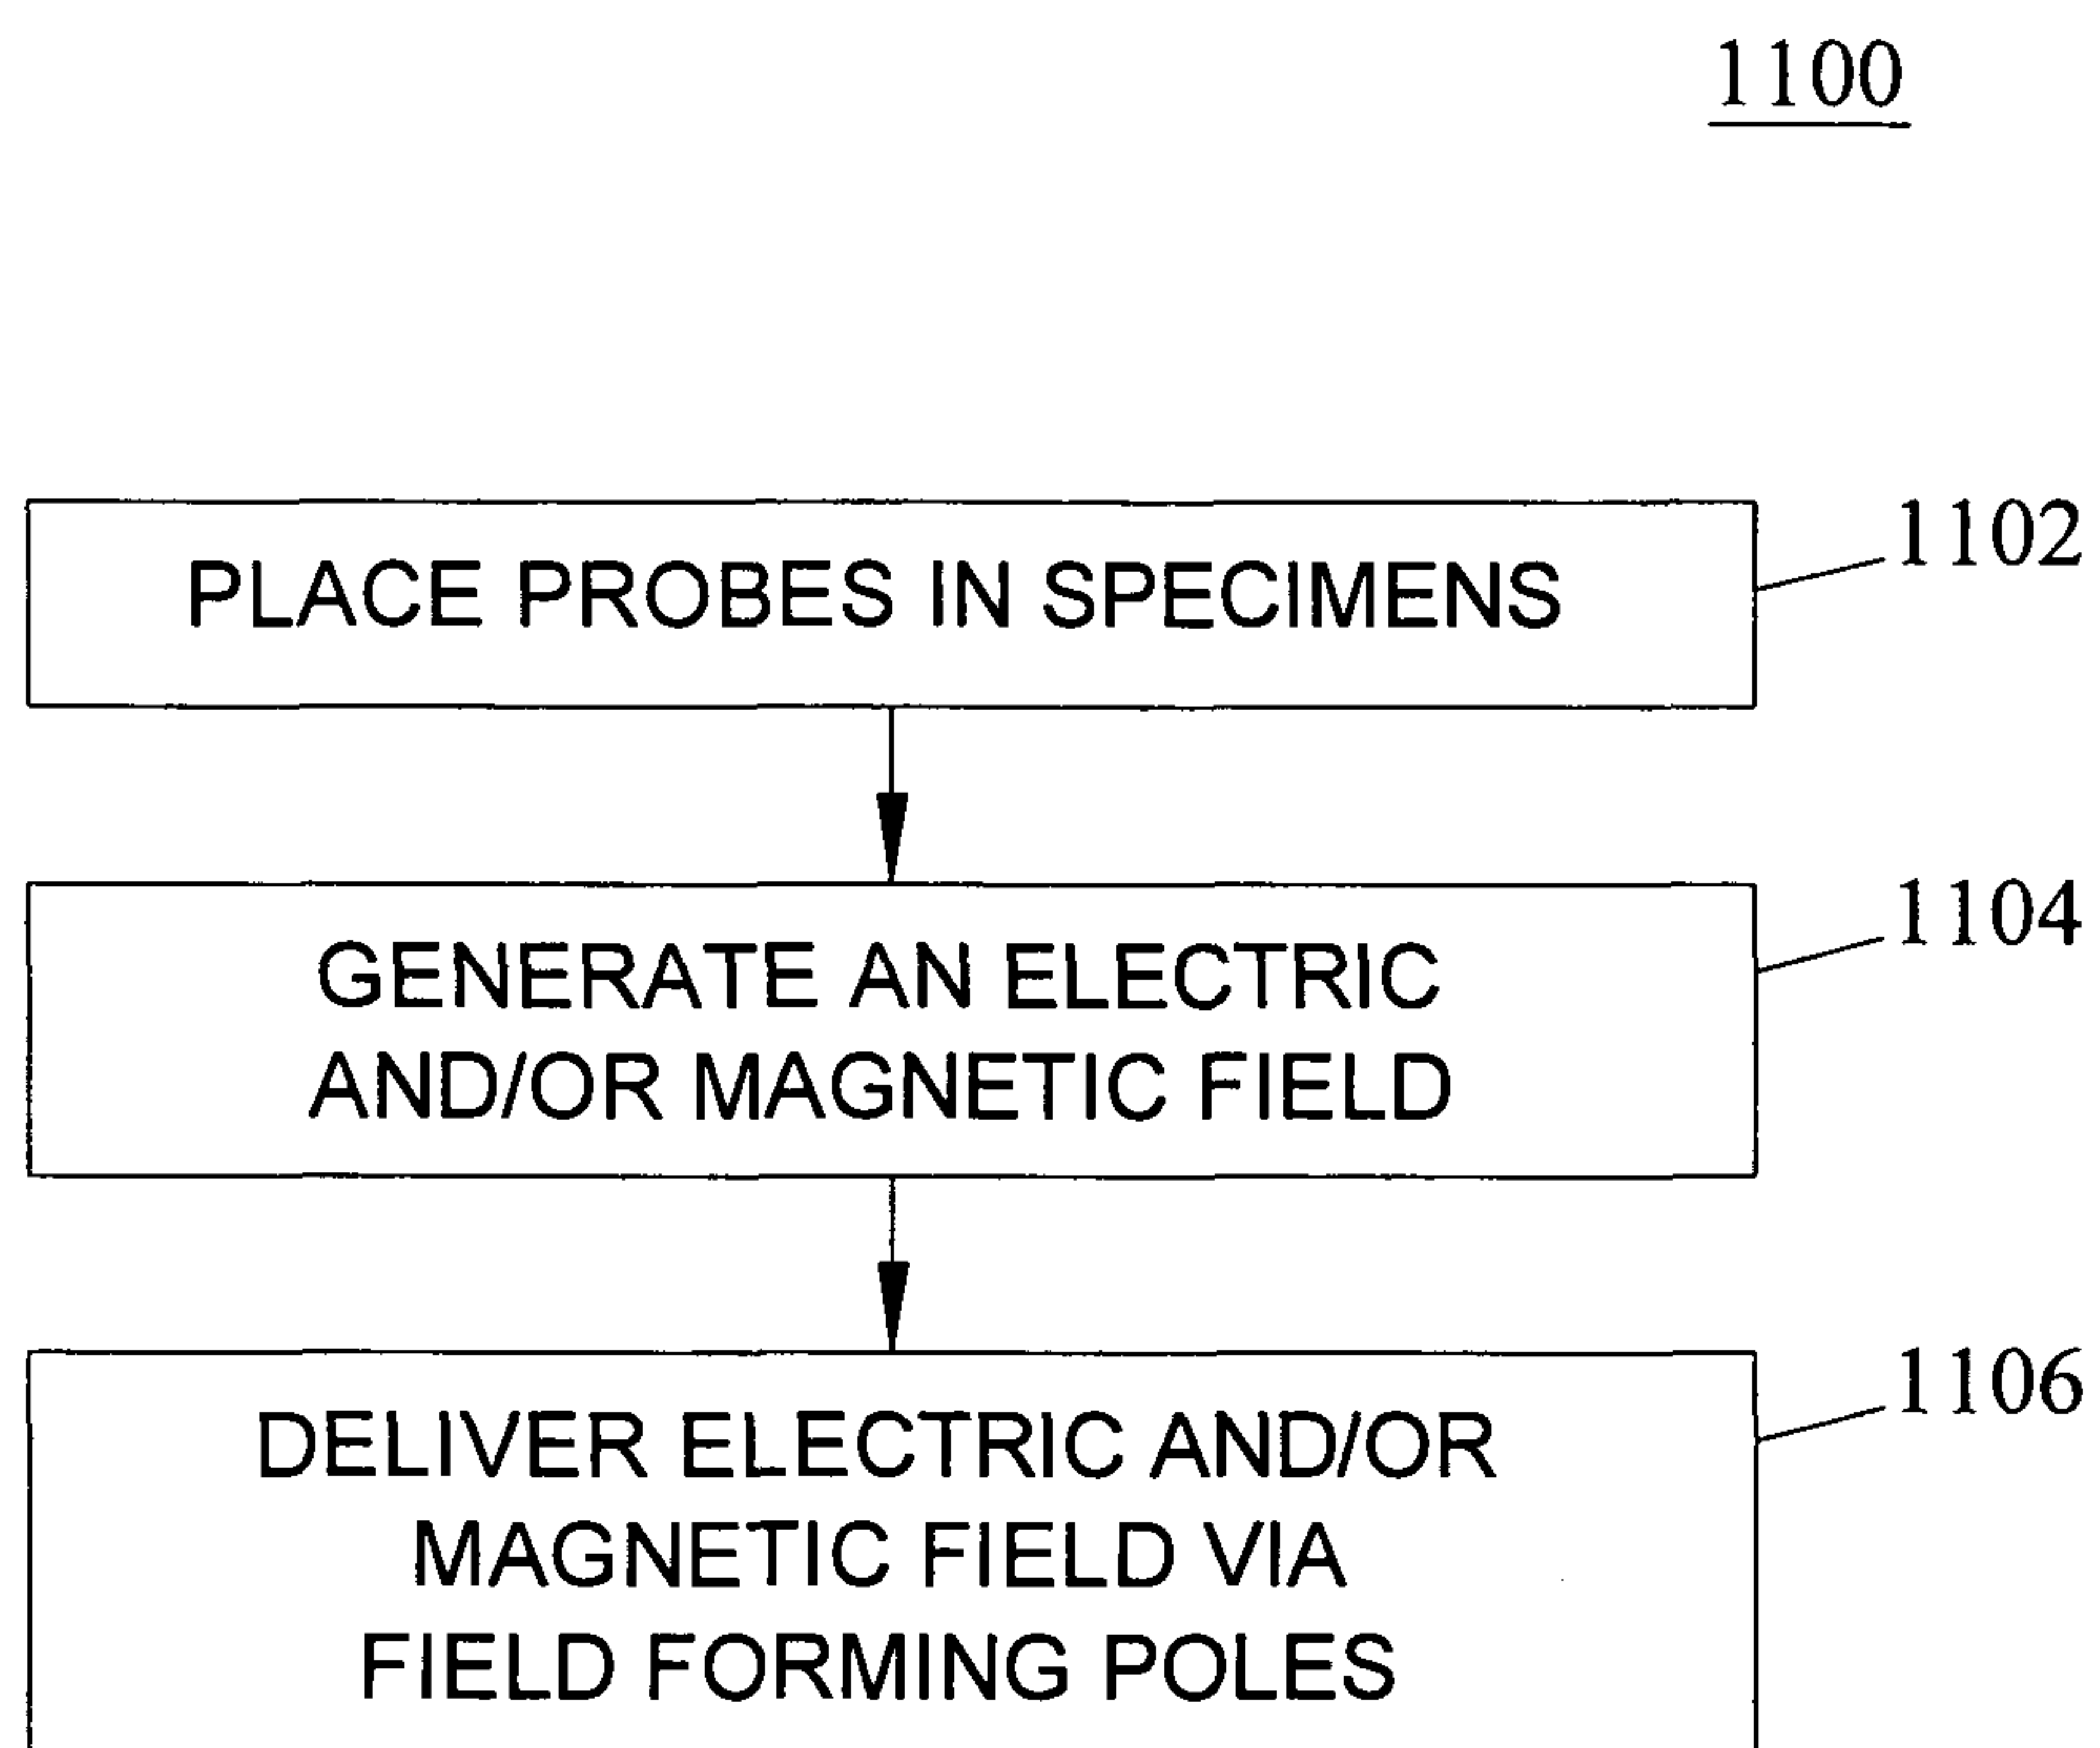 1100
PLACE PROBES IN SPECIMENS
1102
GENERATE AN ELECTRIC
AND/OR MAGNETIC FIELD
1104
DELIVER ELECTRIC AND/OR
MAGNETIC FIELD VIA
FIELD FORMING POLES
1106